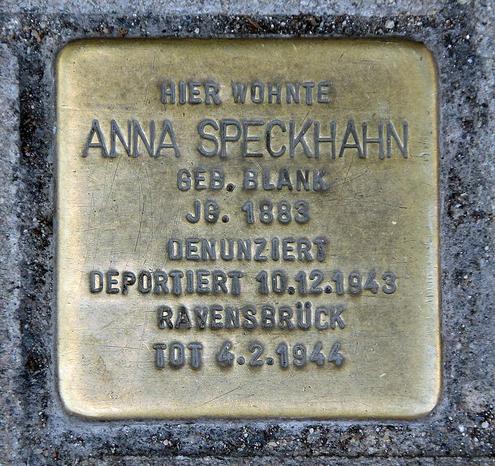 HIER WOHNTE
ANNA SPECKHAHN
GEB. BLANK
JG. 1883
DENUNZIERT
DEPORTIERT 10.12.1943
RAVENSBRÜCK
TOT 4.2.1944